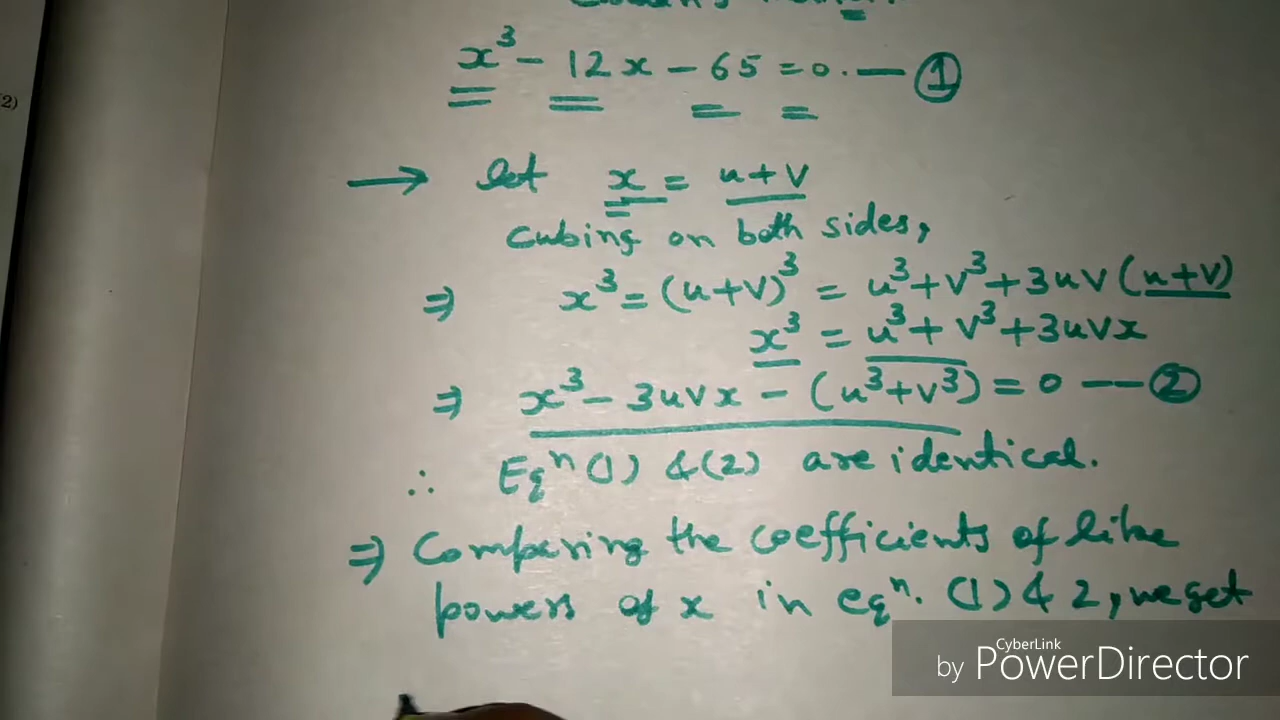 x³ - 12x - 65 = 0. — ①
2)
→ let x = u+v
cubing on both sides,
⇒ x³ = (u+v)³ = u³+v³+3uv(u+v)
x³ = u³+v³+3uvx
⇒ x³ - 3uvx - (u³+v³) = 0 — ②
∴ Eqⁿ (1) & (2) are identical.
⇒ Comparing the coefficients of like
powers of x in eqⁿ. (1) & 2, we get
CyberLink
by PowerDirector